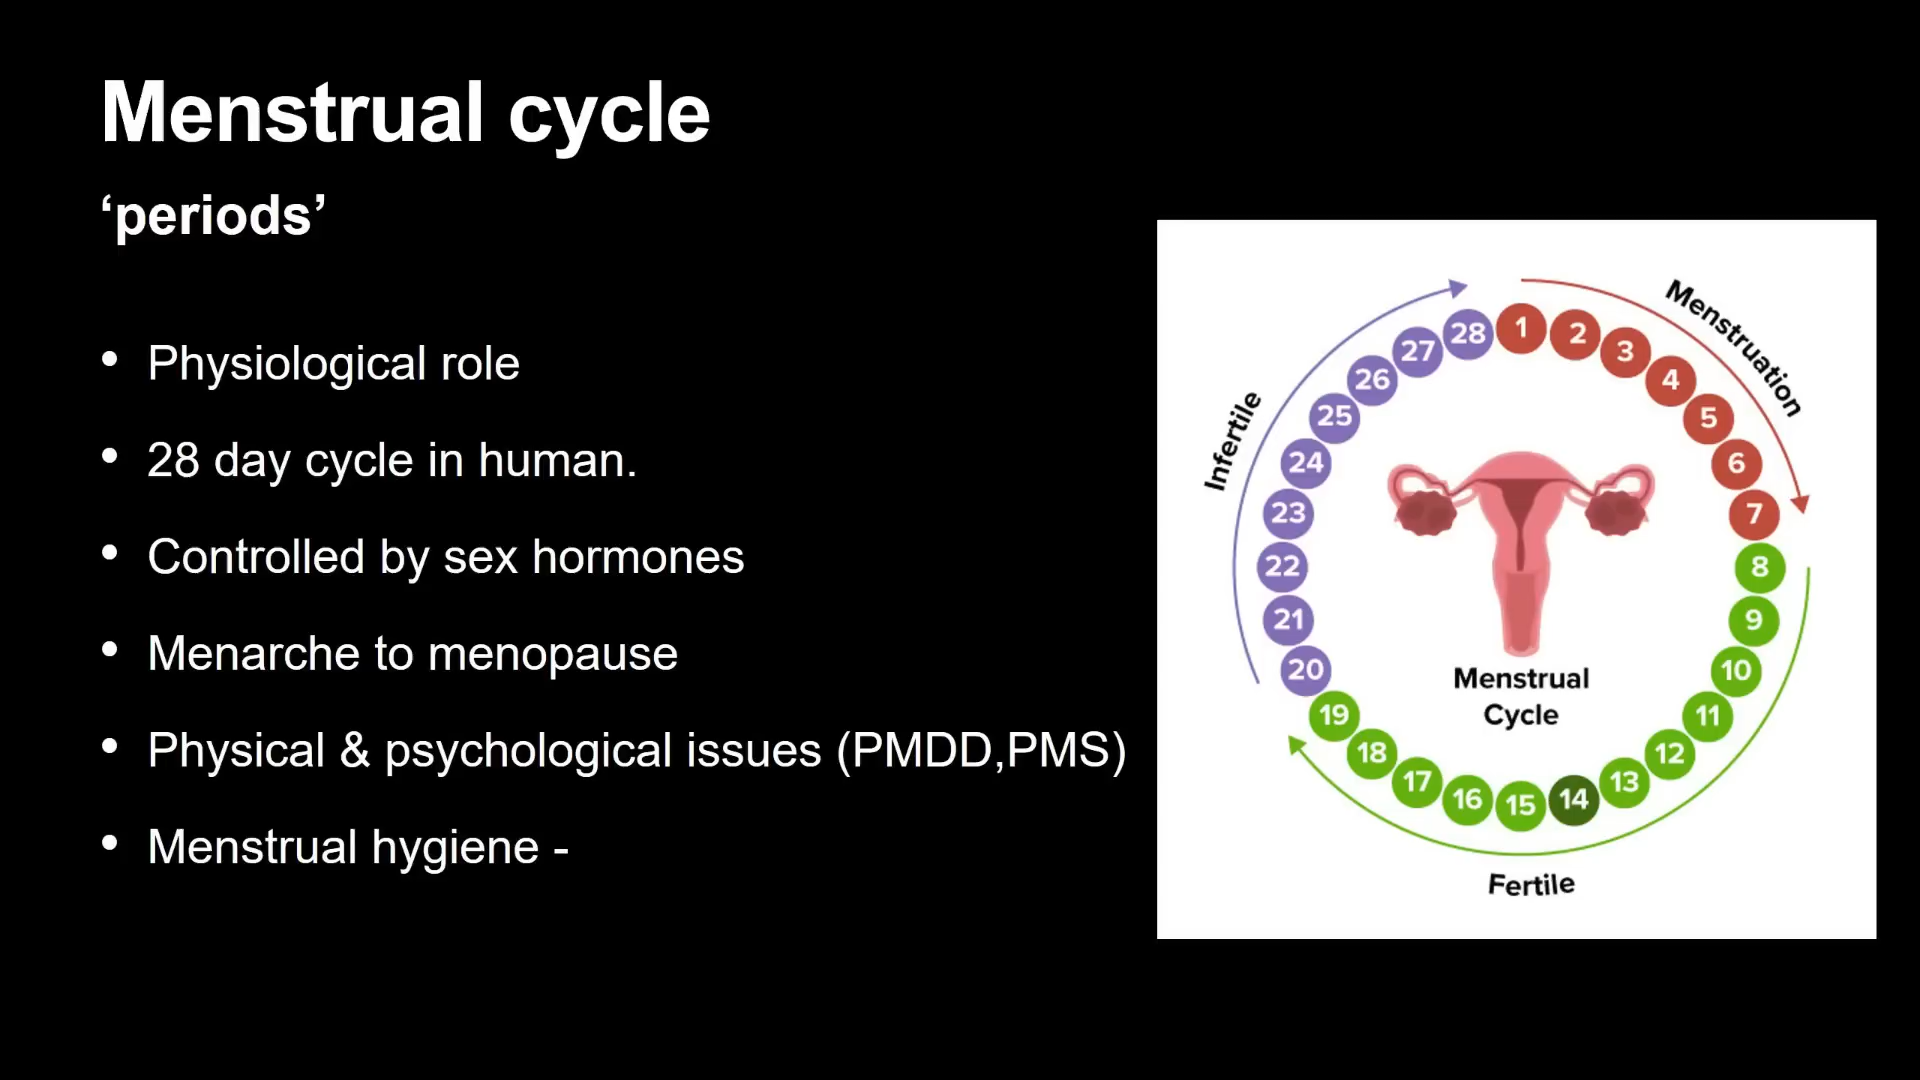 Menstrual cycle
‘periods’
• Physiological role
• 28 day cycle in human.
• Controlled by sex hormones
• Menarche to menopause
• Physical & psychological issues (PMDD,PMS)
• Menstrual hygiene -
Menstruation
Infertile
Fertile
1
2
3
4
5
6
7
8
9
10
11
12
13
14
15
16
17
18
19
20
21
22
23
24
25
26
27
28
Menstrual
Cycle